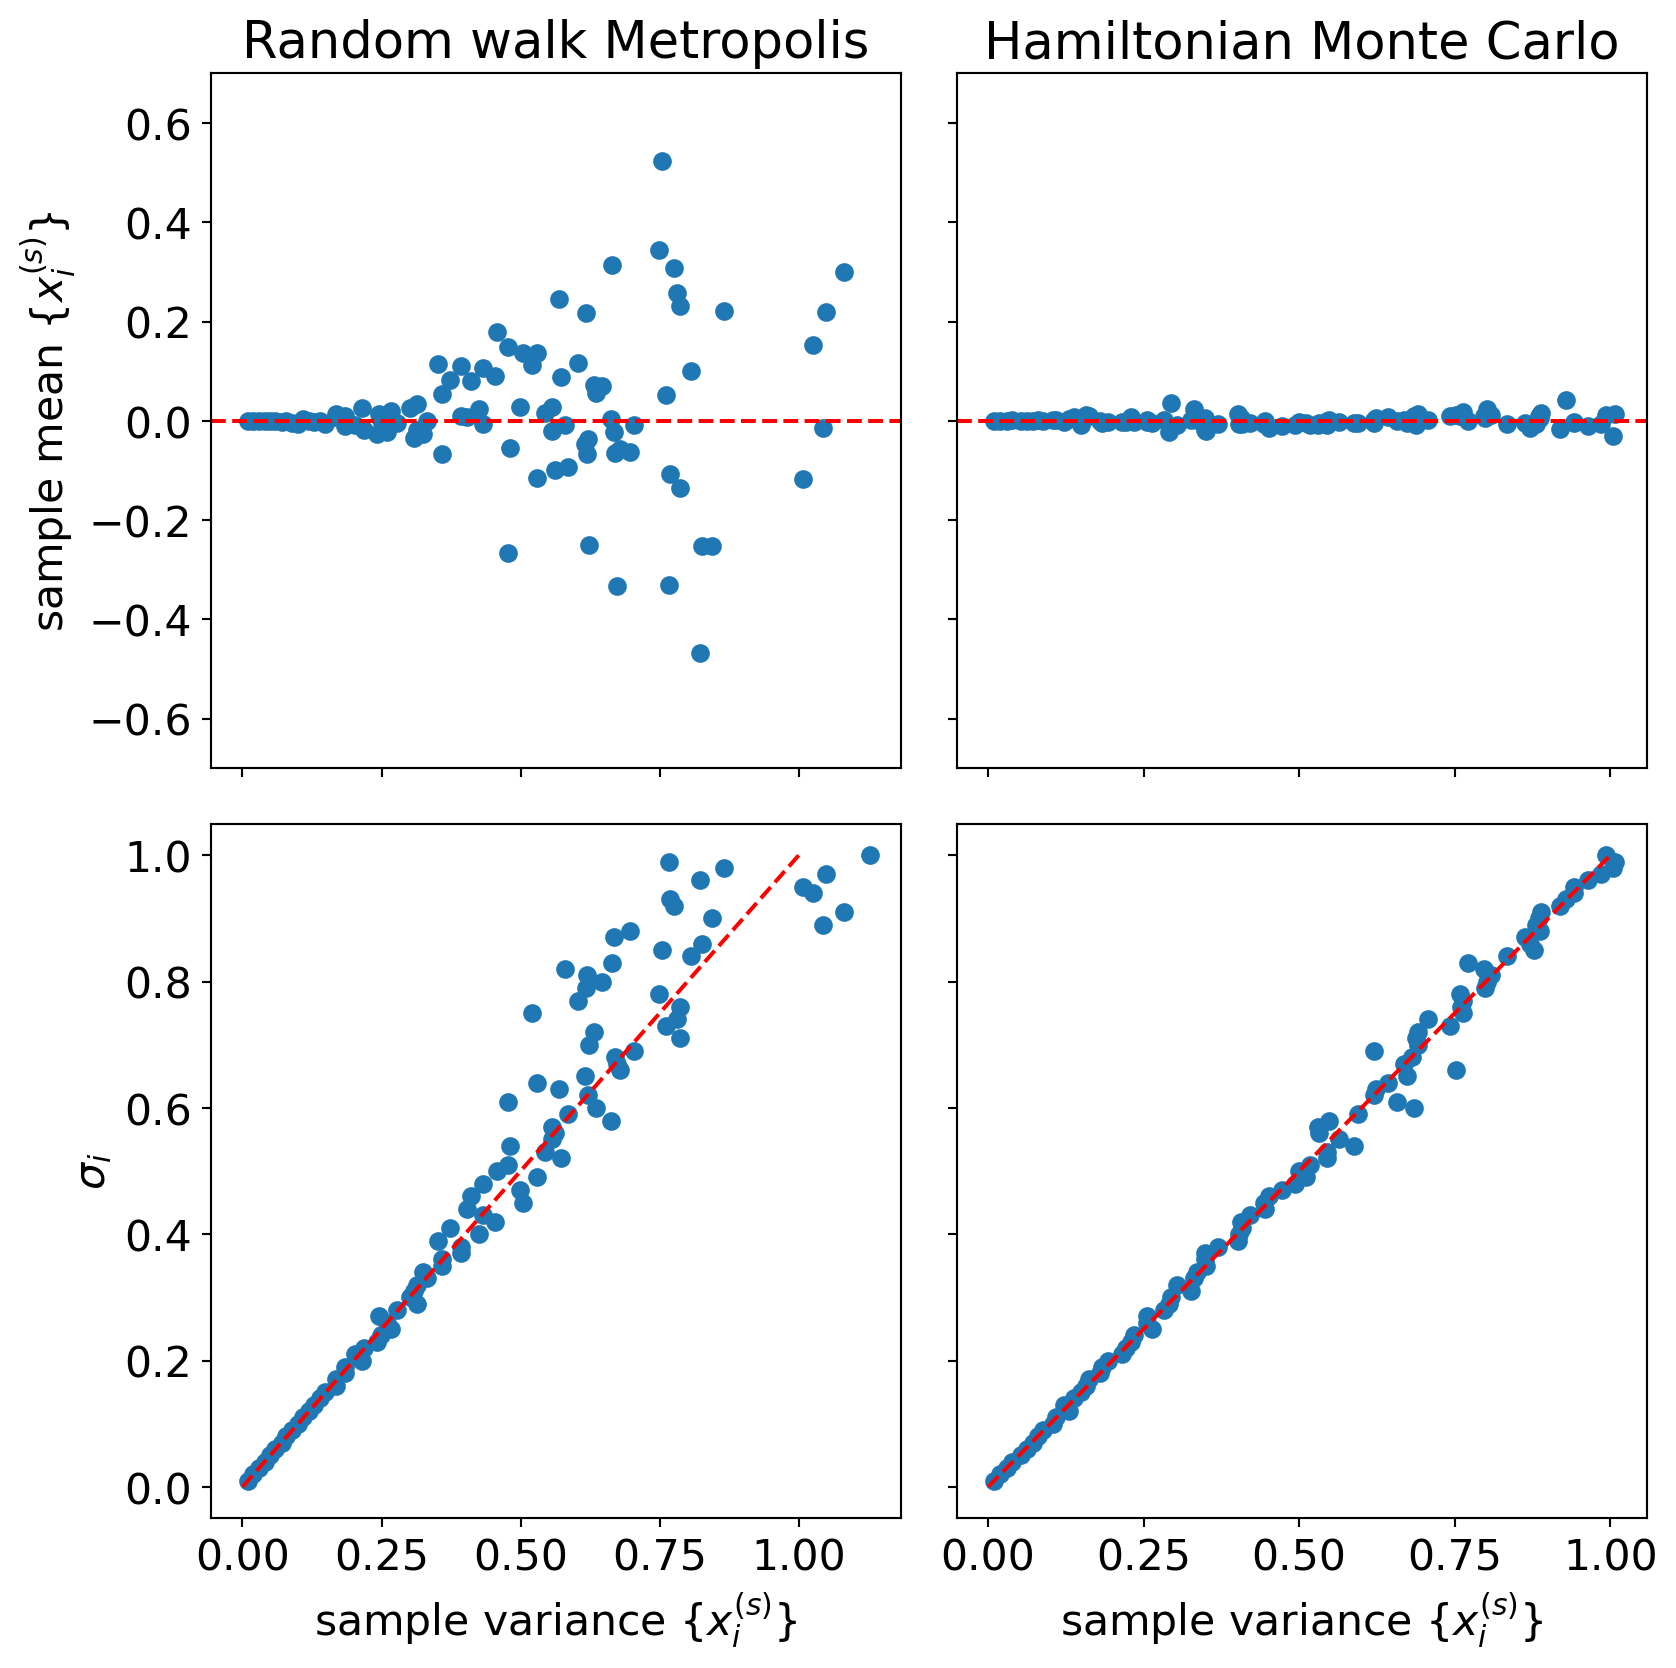 Random walk Metropolis
Hamiltonian Monte Carlo
sample mean {x_i^{(s)}}
0.6
0.4
0.2
0.0
−0.2
−0.4
−0.6
σ_i
1.0
0.8
0.6
0.4
0.2
0.0
0.00 0.25 0.50 0.75 1.00
0.00 0.25 0.50 0.75 1.00
sample variance {x_i^{(s)}}
sample variance {x_i^{(s)}}